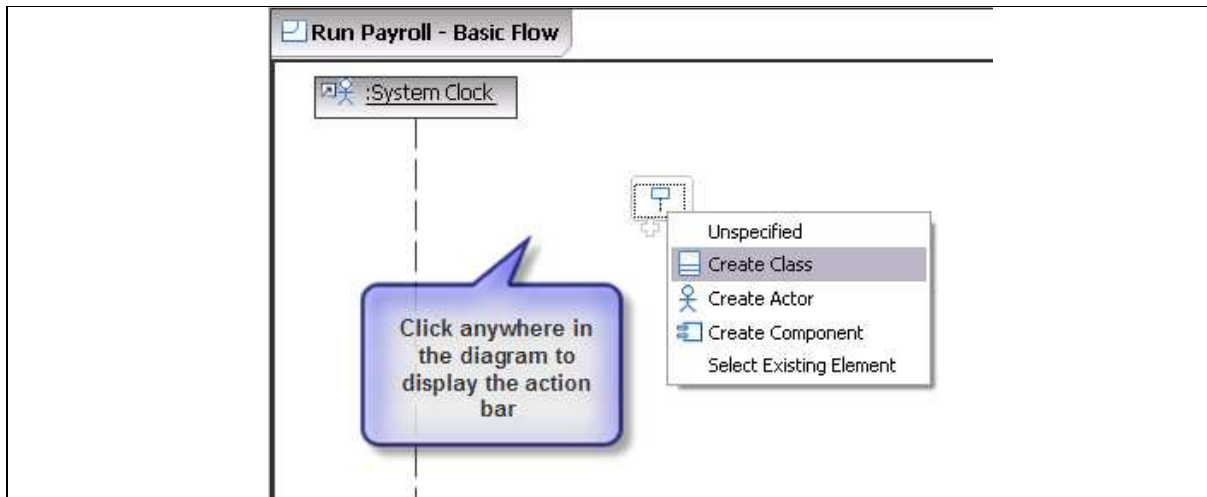 Run Payroll - Basic Flow
:System Clock
Unspecified
Create Class
Create Actor
Create Component
Select Existing Element
Click anywhere in
the diagram to
display the action
bar